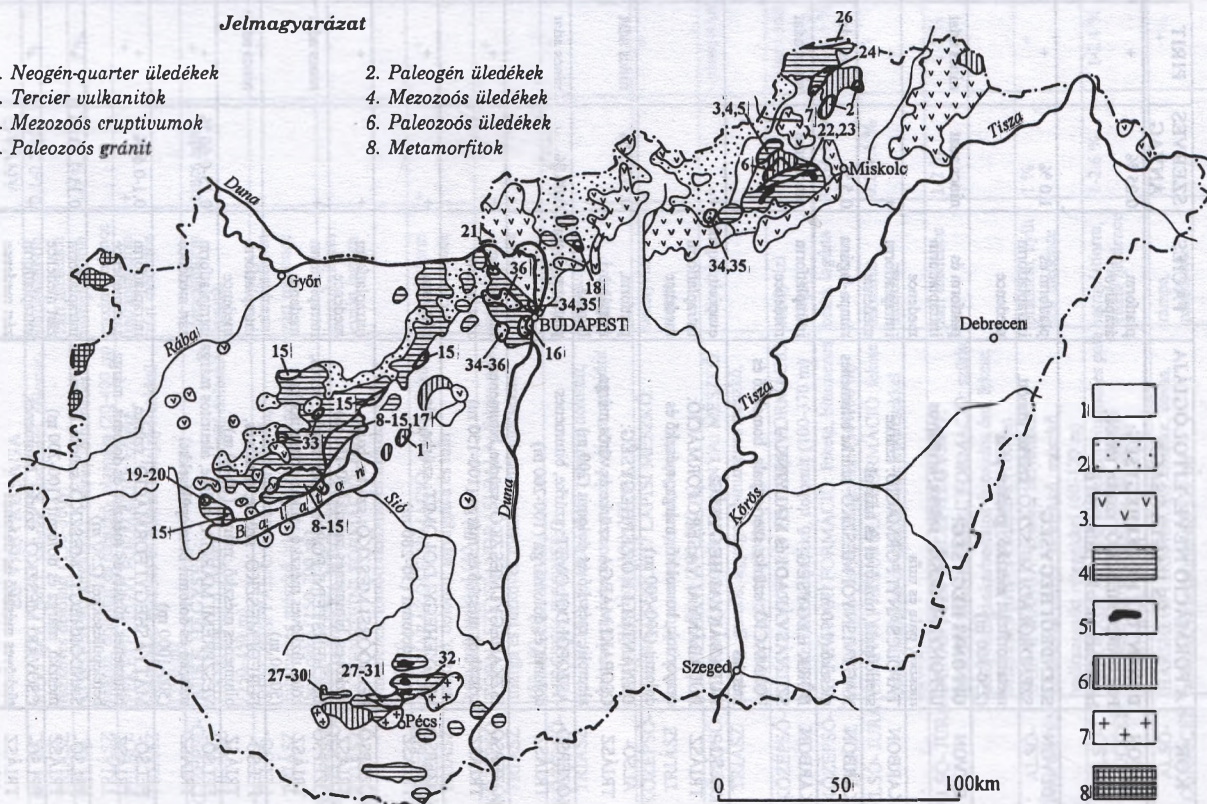 Jelmagyarázat
. Neogén-quarter üledékek
2. Paleogén üledékek
. Tercier vulkanitok
4. Mezozoós üledékek
. Mezozoós cruptivumok
6. Paleozoós üledékek
. Paleozoós gránit
8. Metamorfitok
26
24
3,4,5
7
2
22,23
6
Miskolc
Tisza
34,35
Duna
Győr
Rába
21
36
18
34,35
BUDAPEST
16
34-36
15
15
15
8-15,17
33
1
19-20
15
Balaton
8-15
Sió
Duna
Debrecen
Tisza
Körös
Szeged
27-30
27-31
32
Pécs
1
2
3
4
5
6
7
8
0 50 100km